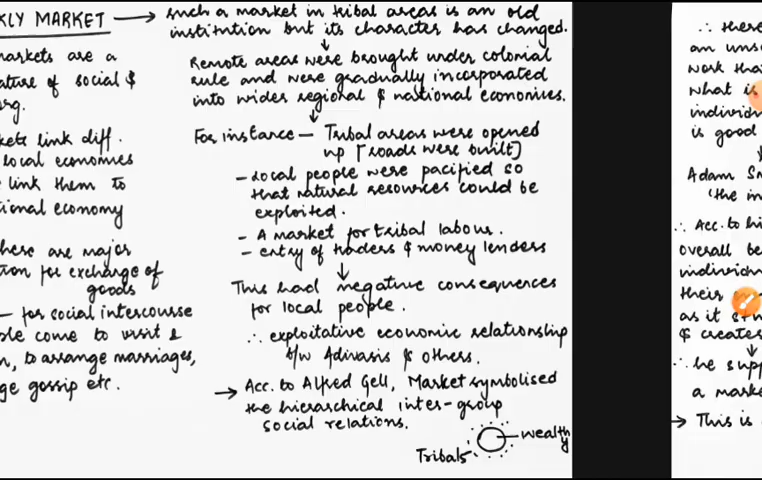 KLY MARKET →
markets are a
ature of social &
org.
kets link diff.
local economies
link them to
tional economy
here are major
tion for exchange of
goods
— for social intercourse
ple come to visit &
n, to arrange marriages,
ge gossip etc.
such a market in tribal areas is an old
institution but its character has changed.
↓
Remote areas were brought under colonial
rule and were gradually incorporated
into wider regional & national economies.
↓
For instance — Tribal areas were opened
up [roads were built]
- Local people were pacified so
that natural resources could be
exploited.
- A market for tribal labour.
- entry of traders & money lenders
↓
This had negative consequences
for local people.
∴ exploitative economic relationship
b/w Adivasis & others.
→ Acc. to Alfred Gell, Market symbolised
the hierarchical inter-group
social relations.
wealthy
Tribals
∴ there
an uns
work tha
what is
individu
is good
↓
Adam Sm
'the in
∴ Acc. to hi
overall be
individu
their
as it
& creates
↓
∴ he supp
a marke
→ This is